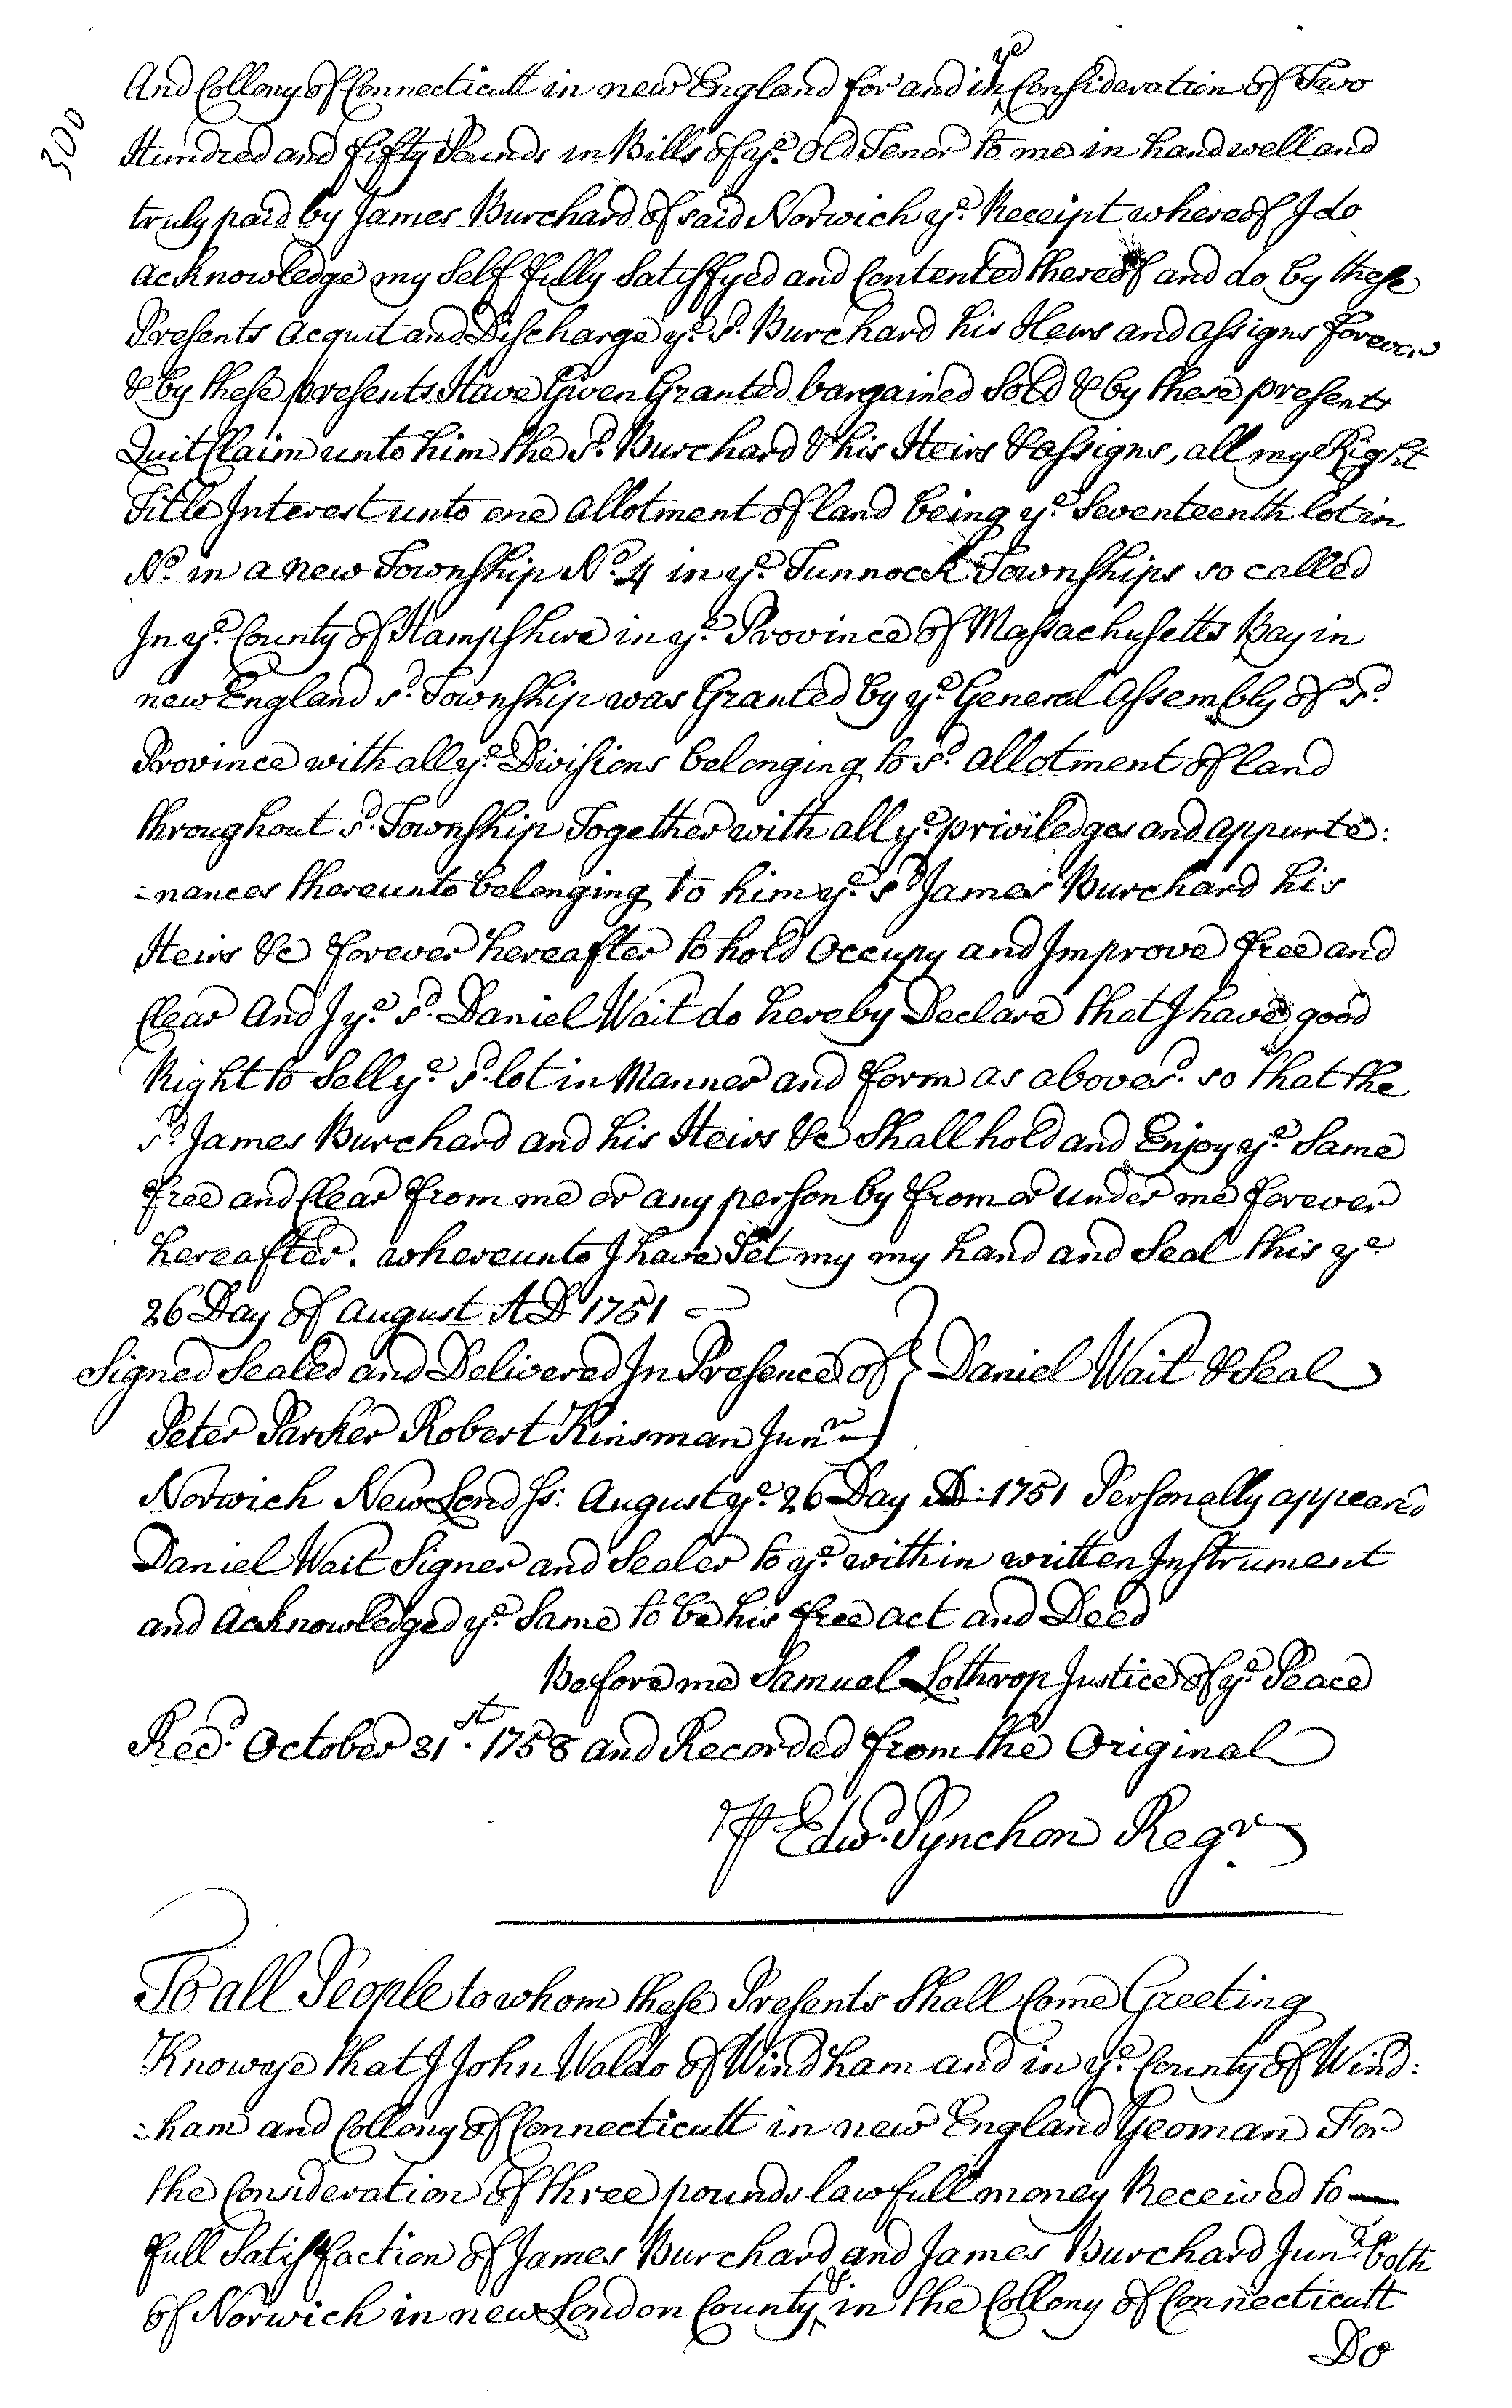 300
And Collony of Connecticutt in new England for and in ye Consideration of Two
Hundred and fifty Pounds in Bills of ye. Old Tenor to me in hand well and
truly paid by James Burchard of said Norwich ye. Receipt whereof I do
acknowledge my Self fully Satisfyed and Contented thereof and do by these
Presents acquit and Discharge ye. sd. Burchard his Heirs and assigns forever
& by these presents Have Given Granted bargained Sold & by these presents
Quit Claim unto him the sd. Burchard & his Heirs & assigns, all my Right
Title Interest unto one allotment of land being ye. Seventeenth lot in
No. in a new Township No. 4 in ye. Tunnock Townships so called
In ye. County of Hampshire in ye. Province of Massachusetts Bay in
new England sd. Township was Granted by ye. General Assembly of sd.
Province with all ye. Divisions belonging to sd. allotment of land
throughout sd. Township Together with all ye. priviledges and appurte:
=nances thereunto belonging to him ye. sd. James Burchard his
Heirs &c forever hereafter to hold Occupy and Improve free and
Clear And I ye. sd. Daniel Wait do hereby Declare that I have good
Right to Sell ye. sd. lot in Manner and form as abovesd. so that the
sd. James Burchard and his Heirs &c Shall hold and Enjoy ye. Same
free and Clear from me or any person by from or under me forever
hereafter. whereunto I have Set my my hand and Seal this ye
26 Day of August AD 1751
Signed Sealed and Delivered In Presence of } Daniel Wait & Seal
Peter Parker Robert Kinsman Junr
Norwich New Lond ss: August ye. 26 Day AD: 1751 Personally appeared
Daniel Wait Signer and Sealer to ye. within written Instrument
and Acknowledged ye. Same to be his free act and Deed
Before me Samuel Lothrop Justice of ye. Peace
Recd. October 31st. 1758 and Recorded from the Original
P Edwd. Pynchon Regr.
To all People to whom these Presents Shall Come Greeting
Know ye that I John Waldo of Windham and in ye. County of Wind:
=ham and Collony of Connecticutt in new England Yeoman For
the Consideration of three pounds lawfull money Received to
full Satisfaction of James Burchard and James Burchard Junr. both
of Norwich in new London County & in the Collony of Connecticutt
Do